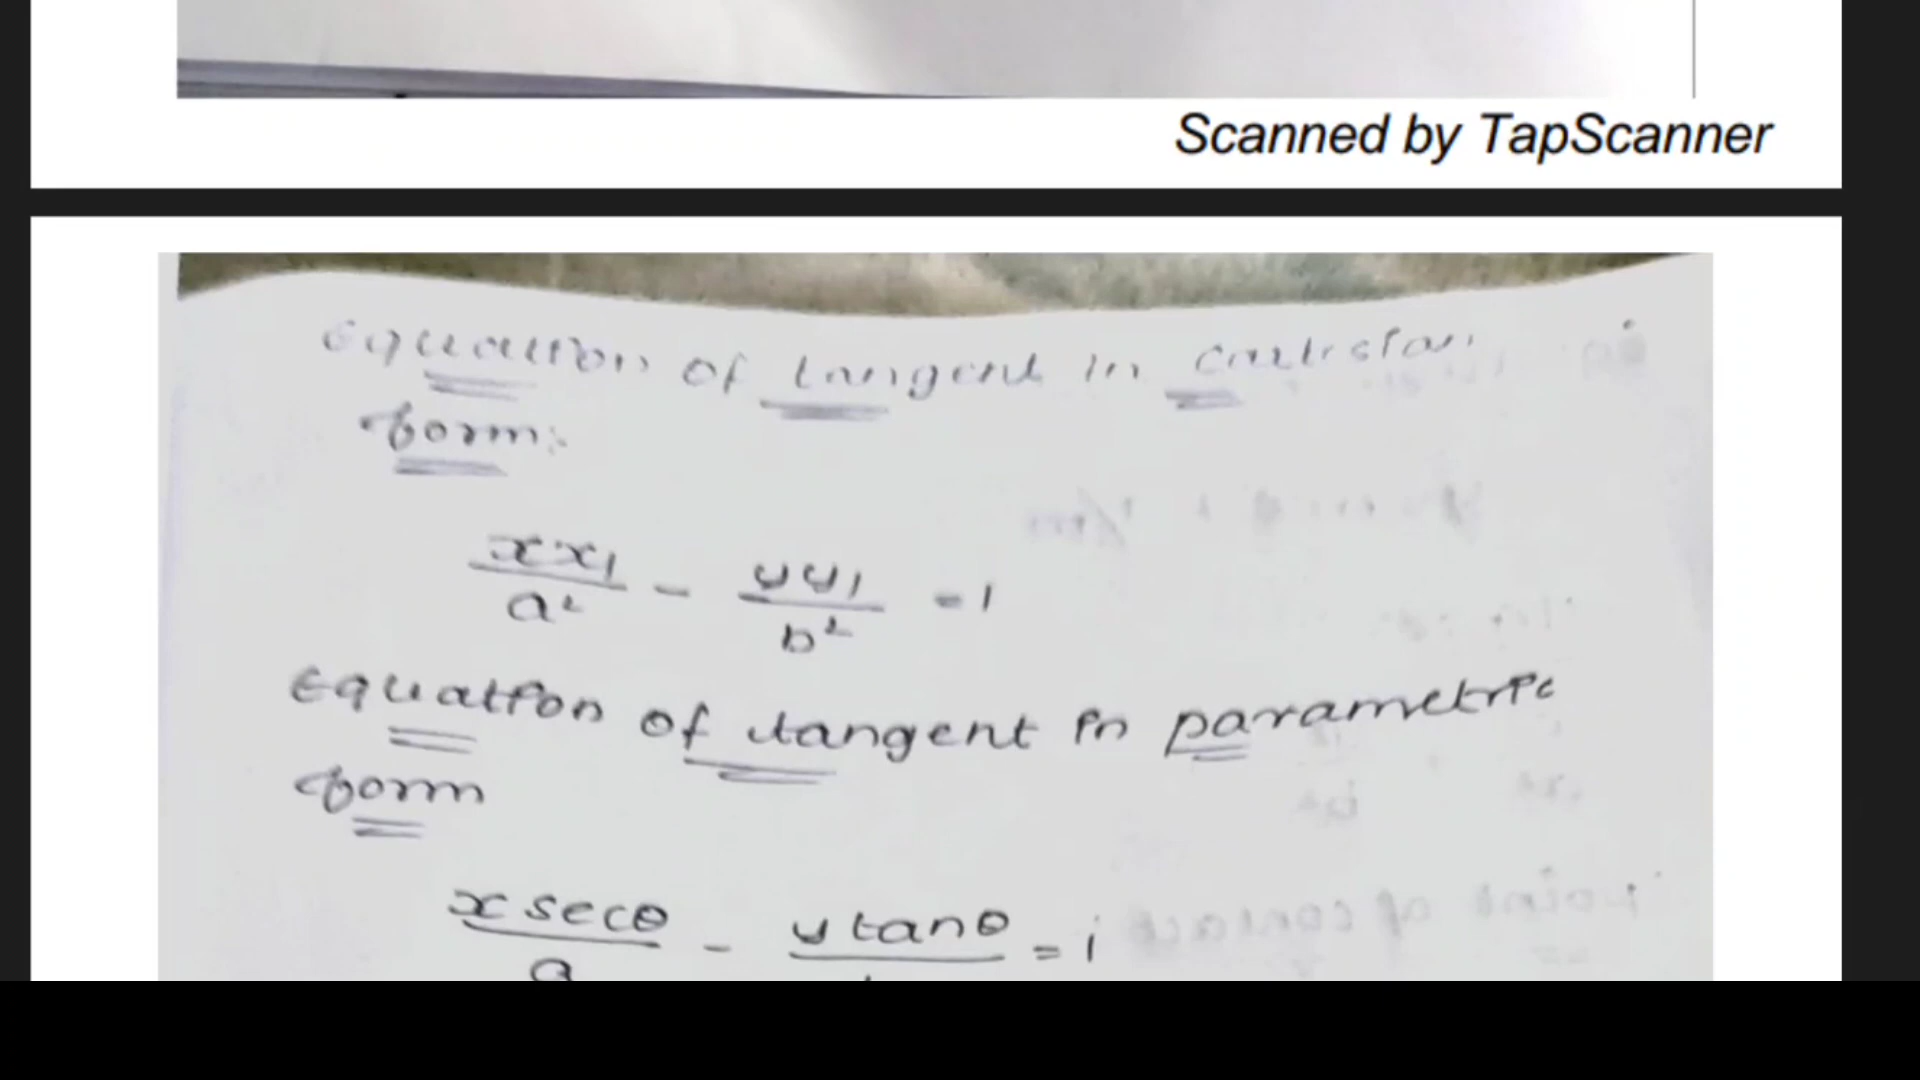 Scanned by TapScanner
Equation of tangent in cartesian
form:
xx₁/a² - yy₁/b² = 1
Equation of tangent in parametric
form
x secθ/a - y tanθ = 1